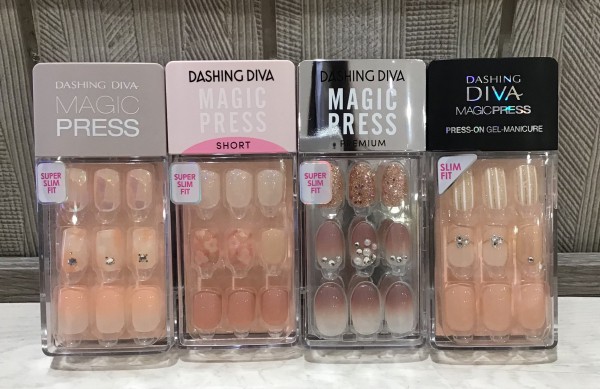 DASHING DIVA
MAGIC
PRESS
SUPER
SLIM
FIT
DASHING DIVA
MAGIC
PRESS
SHORT
SUPER
SLIM
FIT
DASHING DIVA
MAGIC
PRESS
PREMIUM
SUPER
SLIM
FIT
DASHING
DIVA
MAGICPRESS
PRESS-ON GEL-MANICURE
SLIM
FIT